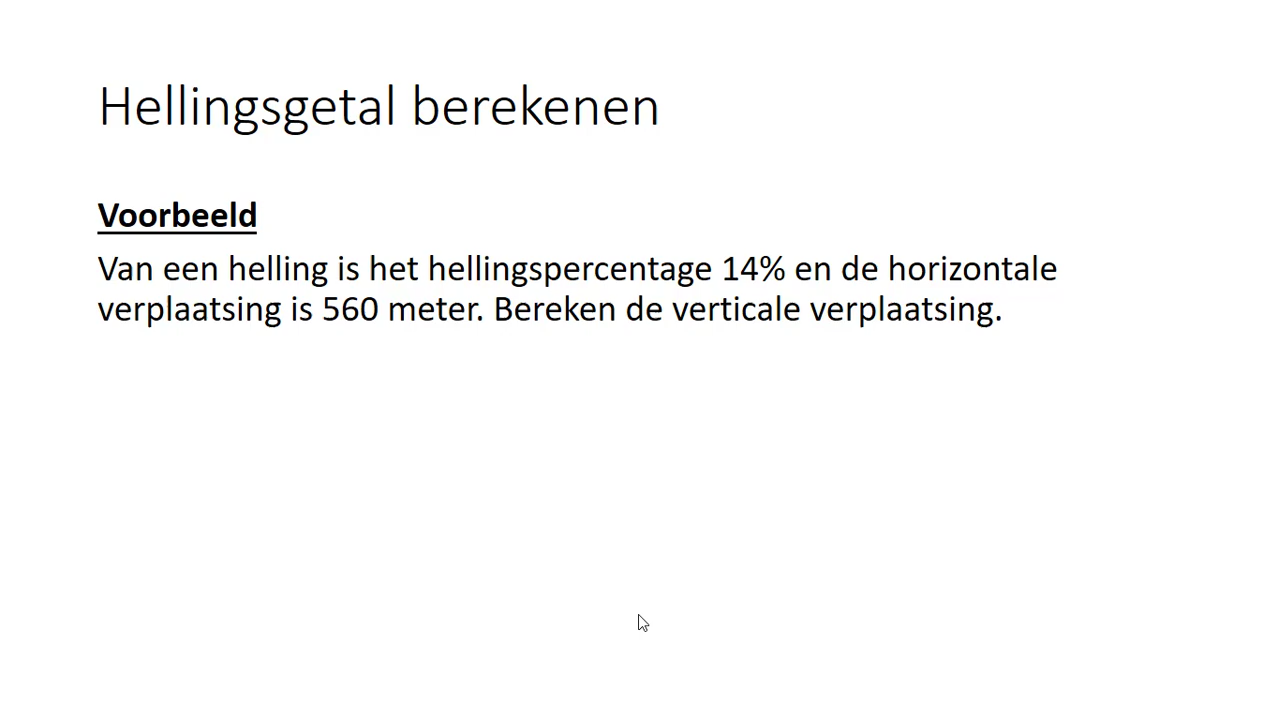 Hellingsgetal berekenen
Voorbeeld
Van een helling is het hellingspercentage 14% en de horizontale
verplaatsing is 560 meter. Bereken de verticale verplaatsing.